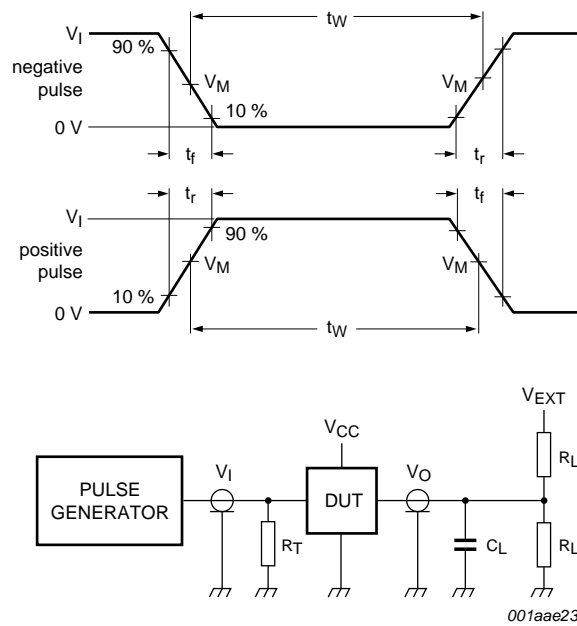 V_I
negative
pulse
0 V
90 %
t_W
V_M
V_M
10 %
t_f
t_r
t_r
t_f
V_I
positive
pulse
0 V
90 %
V_M
V_M
10 %
t_W
V_EXT
R_L
V_CC
V_I
V_O
PULSE
GENERATOR
DUT
R_T
C_L
R_L
001aae23